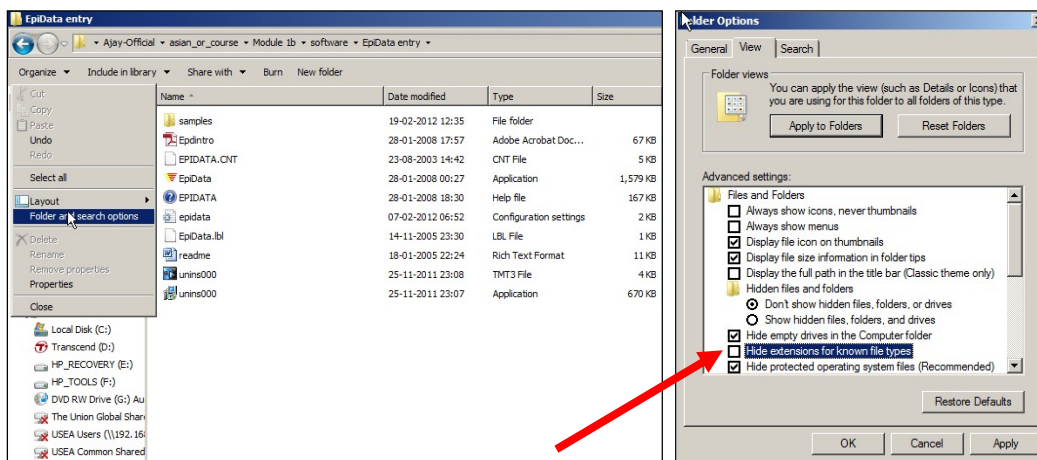 EpiData entry
Ajay-Official ▾ asian_or_course ▾ Module 1b ▾ software ▾ EpiData entry ▾
Organize ▾ Include in library ▾ Share with ▾ Burn New folder
Cut
Copy
Paste
Undo
Redo
Select all
Layout
Folder and search options
Delete
Rename
Remove properties
Properties
Close
Local Disk (C:)
Transcend (D:)
HP_RECOVERY (E:)
HP_TOOLS (F:)
DVD RW Drive (G:) Au
The Union Global Share
USEA Users (\\192.168
USEA Common Shared
Name Date modified Type Size
samples 19-02-2012 12:35 File folder
Epdintro 28-01-2008 17:57 Adobe Acrobat Doc... 67 KB
EPIDATA.CNT 23-08-2003 14:42 CNT File 5 KB
EpiData 28-01-2008 00:27 Application 1,579 KB
EPIDATA 28-01-2008 18:30 Help file 167 KB
epidata 07-02-2012 06:52 Configuration settings 2 KB
EpiData.lbl 14-11-2005 23:30 LBL File 1 KB
readme 18-01-2005 22:24 Rich Text Format 11 KB
unins000 25-11-2011 23:08 TMT3 File 4 KB
unins000 25-11-2011 23:07 Application 670 KB
lder Options
General View Search
Folder views
You can apply the view (such as Details or Icons) that
you are using for this folder to all folders of this type.
Apply to Folders Reset Folders
Advanced settings:
Files and Folders
Always show icons, never thumbnails
Always show menus
Display file icon on thumbnails
Display file size information in folder tips
Display the full path in the title bar (Classic theme only)
Hidden files and folders
Don't show hidden files, folders, or drives
Show hidden files, folders, and drives
Hide empty drives in the Computer folder
Hide extensions for known file types
Hide protected operating system files (Recommended)
Restore Defaults
OK Cancel Apply